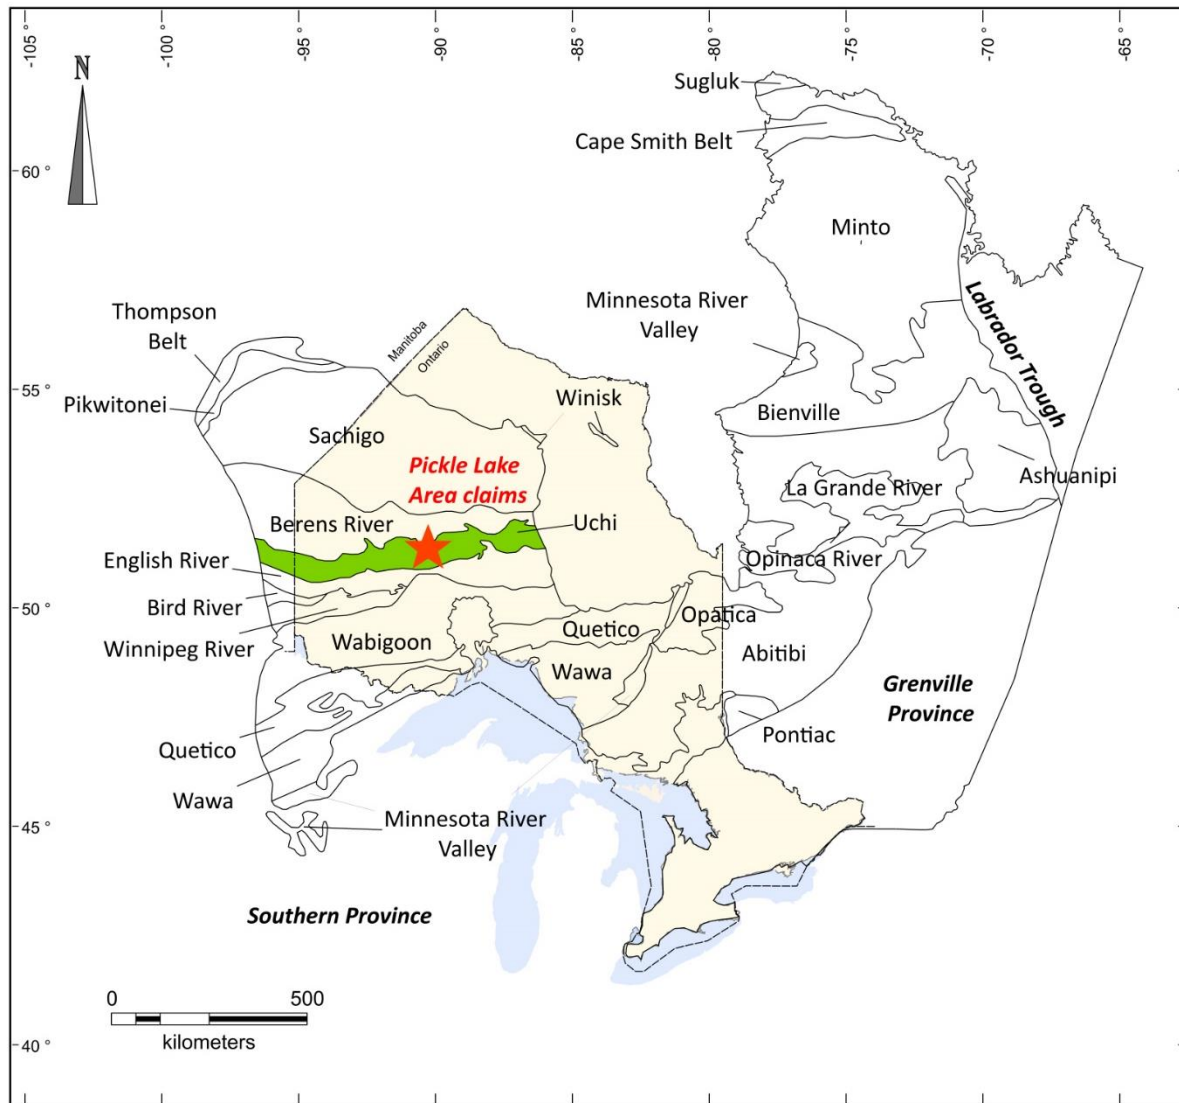 -105°
-100°
-95°
-90°
-85°
-80°
-75°
-70°
-65°
N
Sugluk
Cape Smith Belt
60 °
Minto
Minnesota River
Valley
Labrador Trough
Thompson
Belt
Manitoba
Ontario
55 °
Pikwitonei
Winisk
Bienville
Sachigo
Pickle Lake
Area claims
Ashuanipi
La Grande River
Berens River
Uchi
English River
Opinaca River
50 °
Bird River
Opatica
Winnipeg River
Wabigoon
Quetico
Abitibi
Wawa
Grenville
Province
Pontiac
Quetico
Wawa
Minnesota River
Valley
45 °
Southern Province
0
500
kilometers
40 °